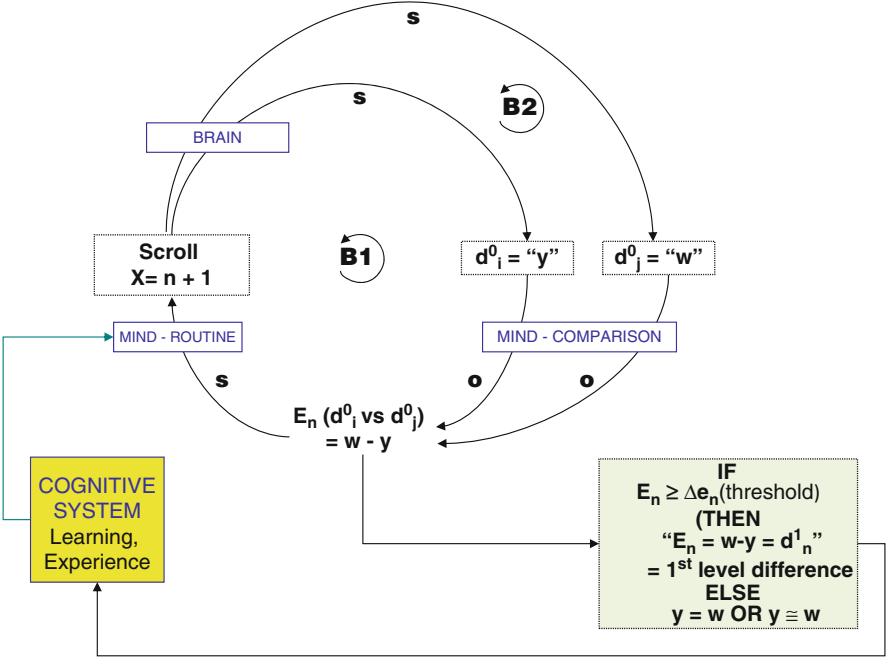 s
s
B2
BRAIN
Scroll
X= n + 1
B1
d⁰ᵢ = “y”
d⁰ⱼ = “w”
MIND - ROUTINE
MIND - COMPARISON
s
o
o
Eₙ (d⁰ᵢ vs d⁰ⱼ)
= w - y
COGNITIVE
SYSTEM
Learning,
Experience
IF
Eₙ ≥ Δeₙ(threshold)
(THEN
“Eₙ = w-y = d¹ₙ”
= 1ˢᵗ level difference
ELSE
y = w OR y ≅ w